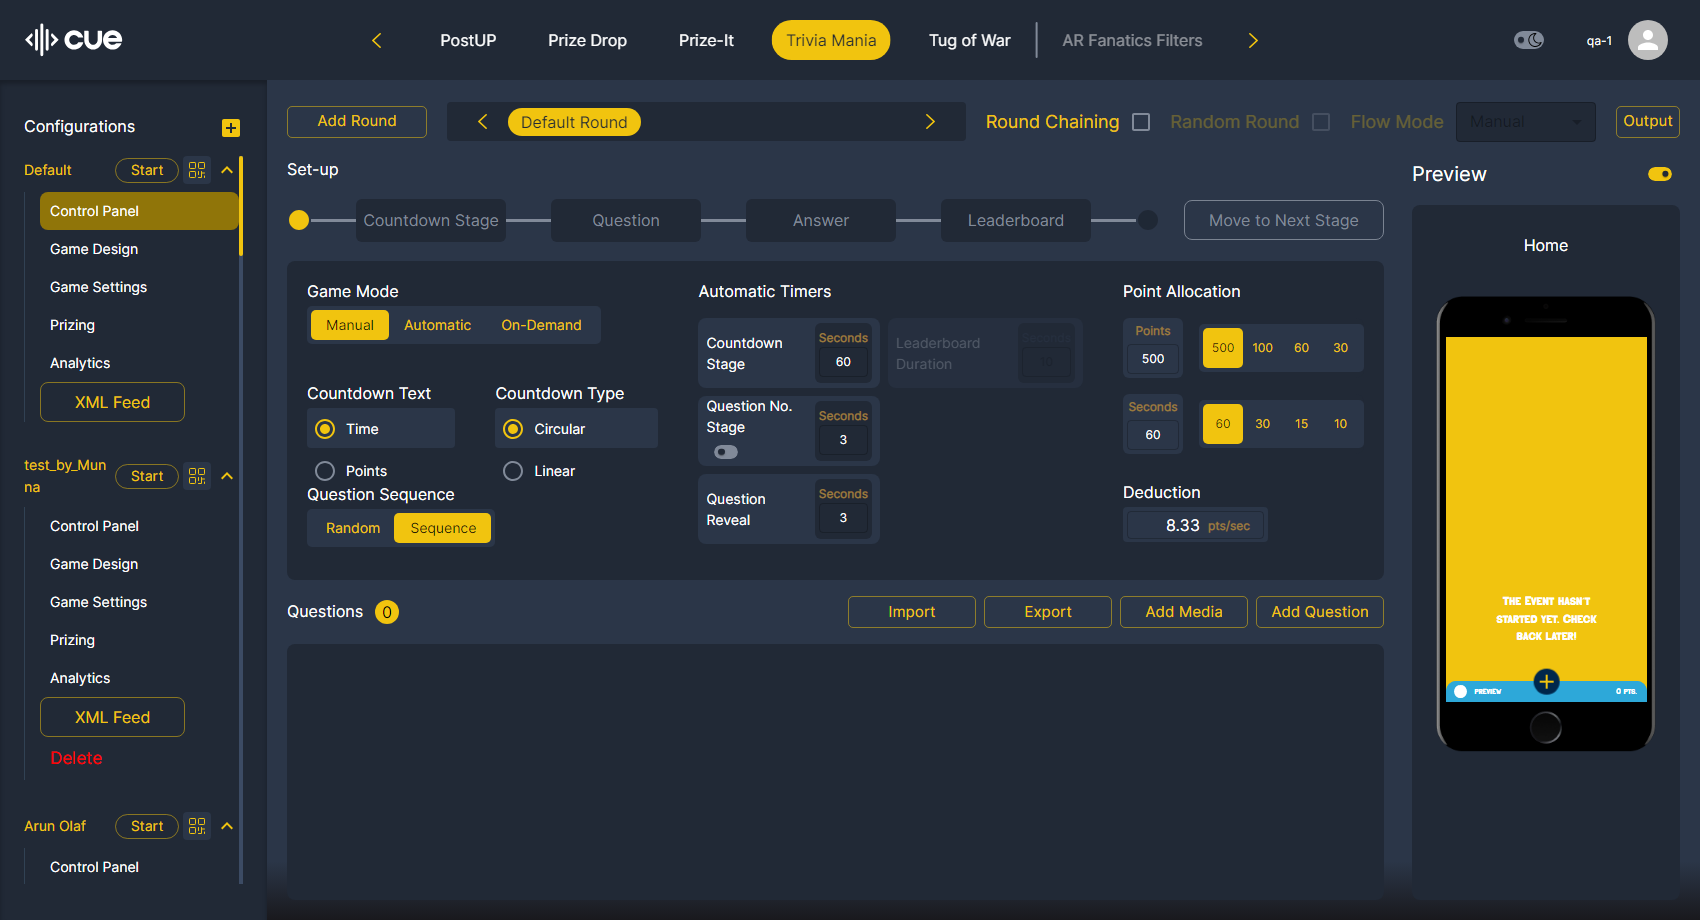 cue
PostUP
Prize Drop
Prize-It
Trivia Mania
Tug of War
AR Fanatics Filters
qa-1
Configurations
Default
Start
Control Panel
Game Design
Game Settings
Prizing
Analytics
XML Feed
test_by_Mun
na
Start
Control Panel
Game Design
Game Settings
Prizing
Analytics
XML Feed
Delete
Arun Olaf
Start
Control Panel
Add Round
Default Round
Round Chaining
Random Round
Flow Mode
Manual
Output
Set-up
Countdown Stage
Question
Answer
Leaderboard
Move to Next Stage
Game Mode
Manual
Automatic
On-Demand
Countdown Text
Time
Points
Countdown Type
Circular
Linear
Question Sequence
Random
Sequence
Automatic Timers
Countdown
Stage
Seconds
60
Leaderboard
Duration
Seconds
10
Question No.
Stage
Seconds
3
Question
Reveal
Seconds
3
Point Allocation
Points
500
500
100
60
30
Seconds
60
60
30
15
10
Deduction
8.33 pts/sec
Questions
0
Import
Export
Add Media
Add Question
Preview
Home
The Event hasn't
started yet. Check
back later!
PREVIEW
0 PTS.